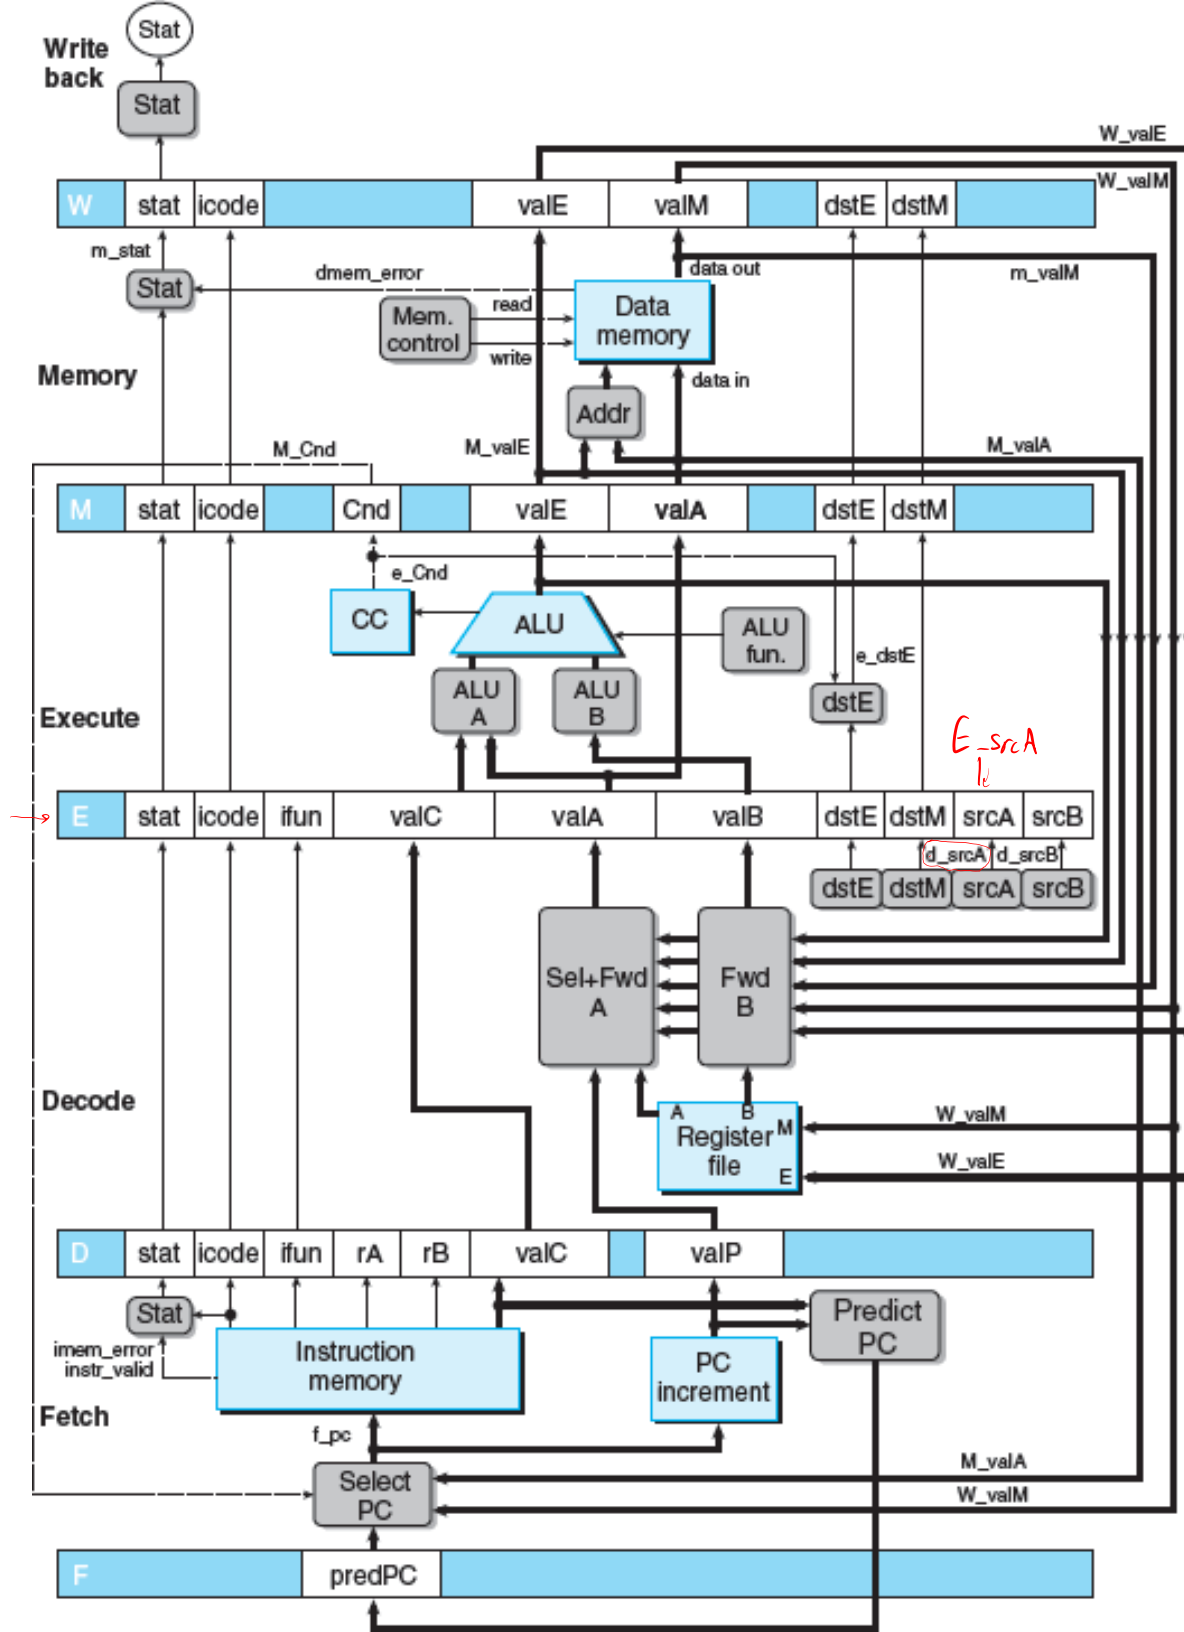 Stat
Write
back
Stat
W_valE
W_valM
W stat icode valE valM dstE dstM
m_stat
dmem_error
data out
m_valM
Stat
read
Mem.
control
Data
memory
write
Memory
data in
Addr
M_Cnd
M_valE
M_valA
M stat icode Cnd valE valA dstE dstM
e_Cnd
CC
ALU
ALU
fun.
e_dstE
ALU
A
ALU
B
dstE
Execute
E_srcA
E stat icode ifun valC valA valB dstE dstM srcA srcB
d_srcA d_srcB
dstE dstM srcA srcB
Sel+Fwd
A
Fwd
B
Decode
A B
Register
file
M
E
W_valM
W_valE
D stat icode ifun rA rB valC valP
Stat
Predict
PC
imem_error
instr_valid
Instruction
memory
PC
increment
Fetch
f_pc
M_valA
Select
PC
W_valM
F predPC